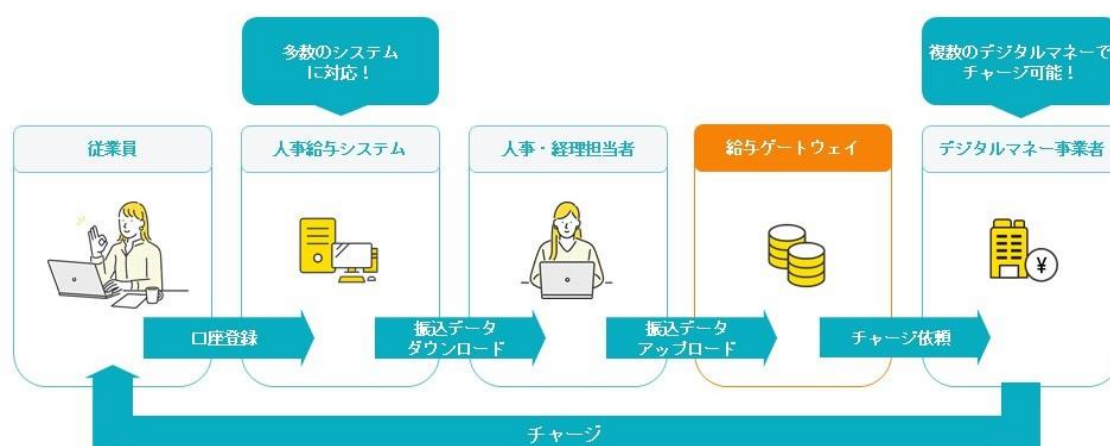 多数のシステム
に対応！
複数のデジタルマネーで
チャージ可能！
従業員
人事給与システム
人事・経理担当者
給与ゲートウェイ
デジタルマネー事業者
¥
口座登録
振込データ
ダウンロード
振込データ
アップロード
チャージ依頼
チャージ